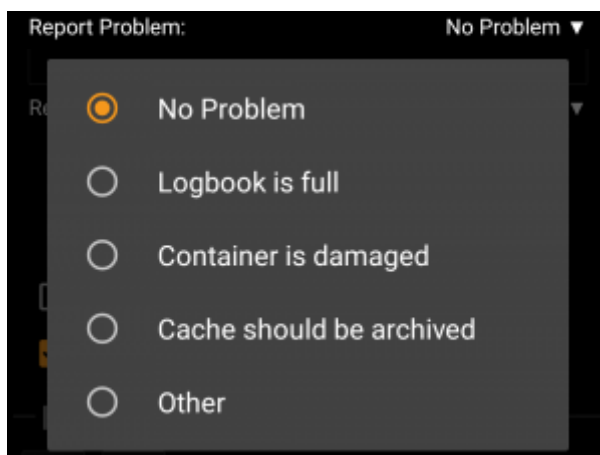 Report Problem: No Problem ▼
No Problem
Logbook is full
Container is damaged
Cache should be archived
Other